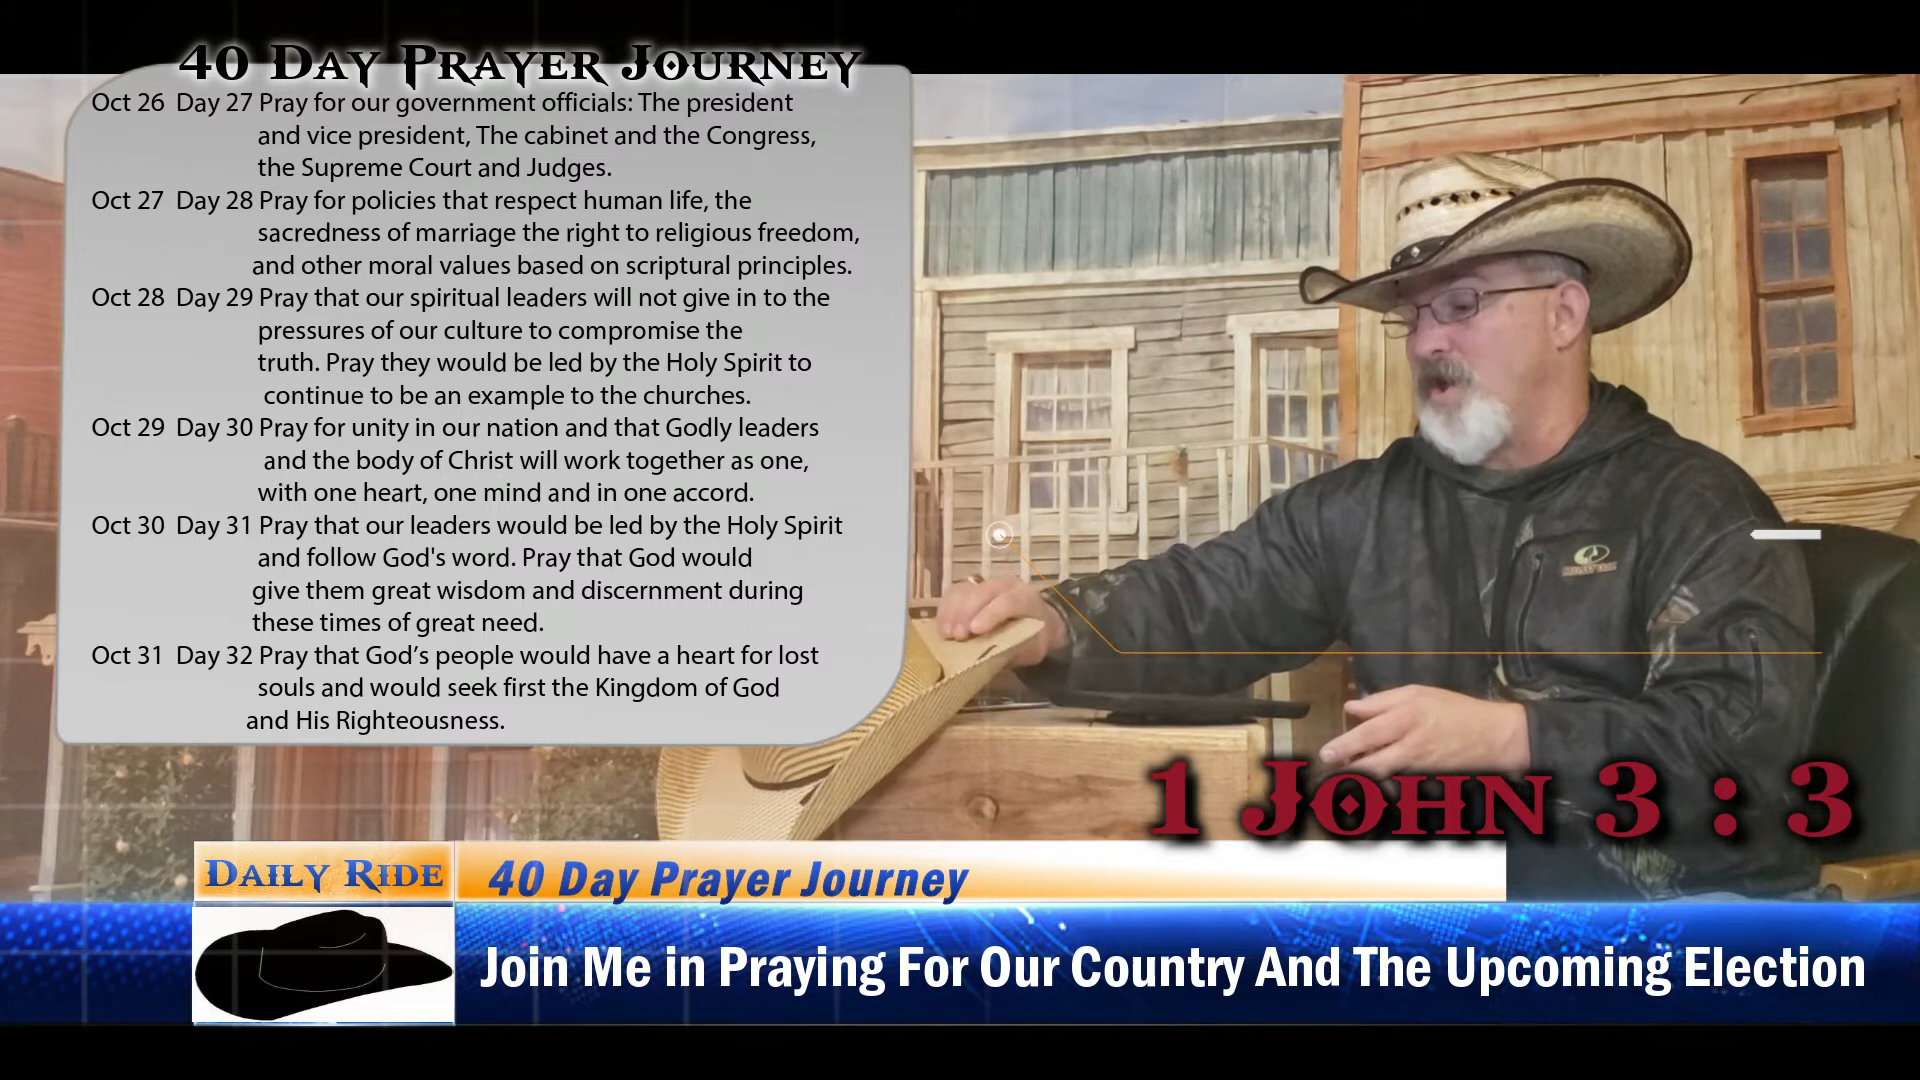 40 Day Prayer Journey
Oct 26 Day 27 Pray for our government officials: The president
and vice president, The cabinet and the Congress,
the Supreme Court and Judges.
Oct 27 Day 28 Pray for policies that respect human life, the
sacredness of marriage the right to religious freedom,
and other moral values based on scriptural principles.
Oct 28 Day 29 Pray that our spiritual leaders will not give in to the
pressures of our culture to compromise the
truth. Pray they would be led by the Holy Spirit to
continue to be an example to the churches.
Oct 29 Day 30 Pray for unity in our nation and that Godly leaders
and the body of Christ will work together as one,
with one heart, one mind and in one accord.
Oct 30 Day 31 Pray that our leaders would be led by the Holy Spirit
and follow God's word. Pray that God would
give them great wisdom and discernment during
these times of great need.
Oct 31 Day 32 Pray that God’s people would have a heart for lost
souls and would seek first the Kingdom of God
and His Righteousness.
1 John 3 : 3
Daily Ride
40 Day Prayer Journey
Join Me in Praying For Our Country And The Upcoming Election